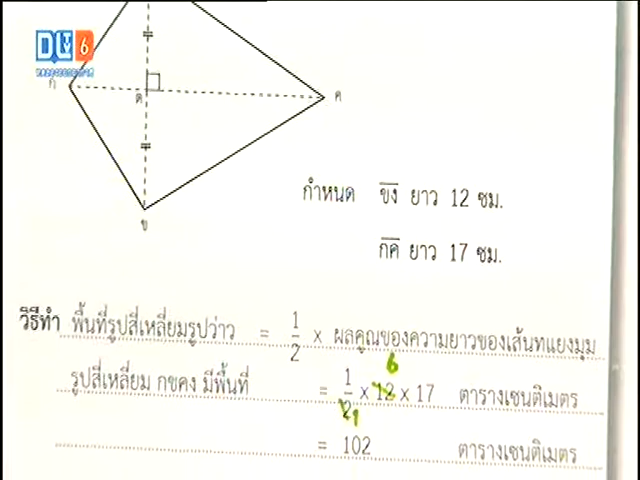 DLTV 6
ก
ต
ค
ข
กำหนด ขง ยาว 12 ซม.
กค ยาว 17 ซม.
วิธีทำ พื้นที่รูปสี่เหลี่ยมรูปว่าว = 1/2 × ผลคูณของความยาวของเส้นทแยงมุม
6
รูปสี่เหลี่ยม กขคง มีพื้นที่ = 1/2 × 12 × 17 ตารางเซนติเมตร
1
= 102 ตารางเซนติเมตร